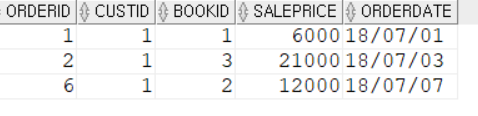 ORDERID CUSTID BOOKID SALEPRICE ORDERDATE
1 1 1 6000 18/07/01
2 1 3 21000 18/07/03
6 1 2 12000 18/07/07